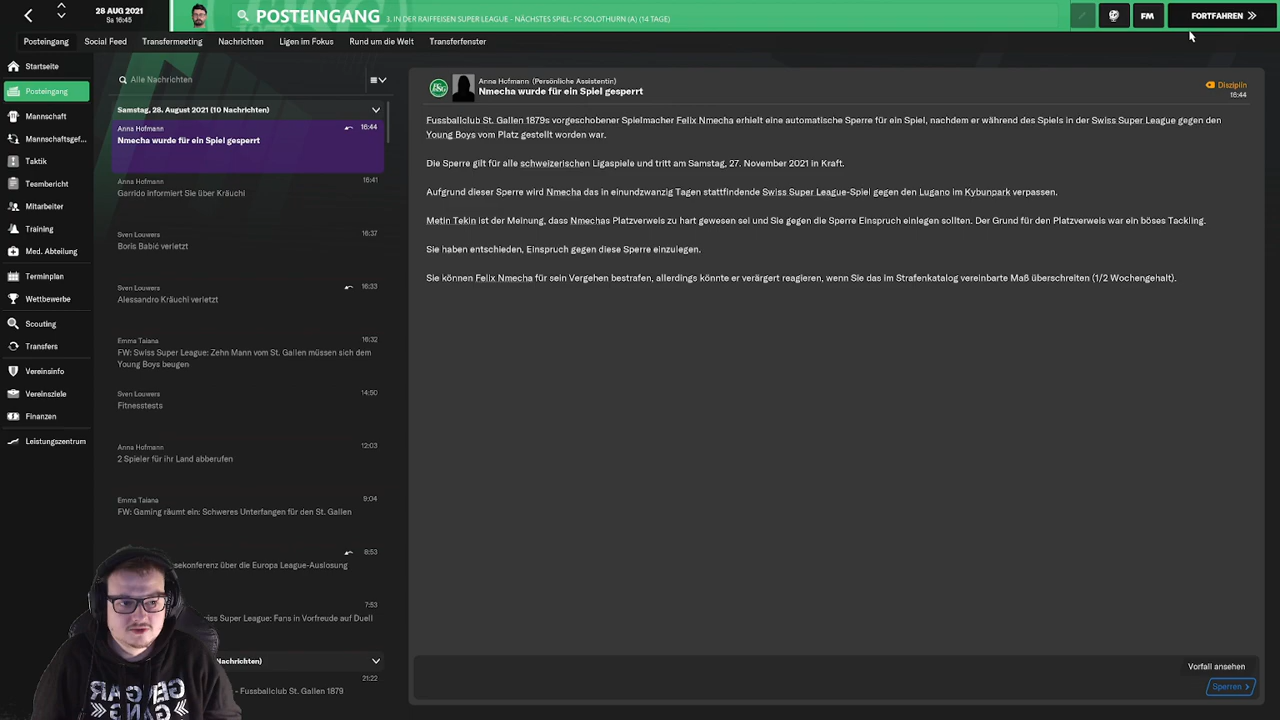 28 AUG 2021
Sa 16:45
POSTEINGANG
3. IN DER RAIFFEISEN SUPER LEAGUE - NÄCHSTES SPIEL: FC SOLOTHURN (A) (14 TAGE)
FM
FORTFAHREN
Posteingang
Social Feed
Transfermeeting
Nachrichten
Ligen im Fokus
Rund um die Welt
Transferfenster
Startseite
Posteingang
Mannschaft
Mannschaftsgef...
Taktik
Teambericht
Mitarbeiter
Training
Med. Abteilung
Terminplan
Wettbewerbe
Scouting
Transfers
Vereinsinfo
Vereinsziele
Finanzen
Leistungszentrum
Alle Nachrichten
Samstag, 28. August 2021 (10 Nachrichten)
Anna Hofmann 16:44
Nmecha wurde für ein Spiel gesperrt
Anna Hofmann 16:41
Garrido informiert Sie über Kräuchi
Sven Louwers 16:37
Boris Babić verletzt
Sven Louwers 16:33
Alessandro Kräuchi verletzt
Emma Taiana 16:32
FW: Swiss Super League: Zehn Mann vom St. Gallen müssen sich dem
Young Boys beugen
Sven Louwers 14:50
Fitnesstests
Anna Hofmann 12:03
2 Spieler für ihr Land abberufen
Emma Taiana 9:04
FW: Gaming räumt ein: Schweres Unterfangen für den St. Gallen
8:53
sekonferenz über die Europa League-Auslosung
7:53
wiss Super League: Fans in Vorfreude auf Duell
Nachrichten)
21:22
- Fussballclub St. Gallen 1879
Anna Hofmann (Persönliche Assistentin)
Nmecha wurde für ein Spiel gesperrt
Disziplin
16:44
Fussballclub St. Gallen 1879s vorgeschobener Spielmacher Felix Nmecha erhielt eine automatische Sperre für ein Spiel, nachdem er während des Spiels in der Swiss Super League gegen den
Young Boys vom Platz gestellt worden war.
Die Sperre gilt für alle schweizerischen Ligaspiele und tritt am Samstag, 27. November 2021 in Kraft.
Aufgrund dieser Sperre wird Nmecha das in einundzwanzig Tagen stattfindende Swiss Super League-Spiel gegen den Lugano im Kybunpark verpassen.
Metin Tekin ist der Meinung, dass Nmechas Platzverweis zu hart gewesen sei und Sie gegen die Sperre Einspruch einlegen sollten. Der Grund für den Platzverweis war ein böses Tackling.
Sie haben entschieden, Einspruch gegen diese Sperre einzulegen.
Sie können Felix Nmecha für sein Vergehen bestrafen, allerdings könnte er verärgert reagieren, wenn Sie das im Strafenkatalog vereinbarte Maß überschreiten (1/2 Wochengehalt).
Vorfall ansehen
Sperren